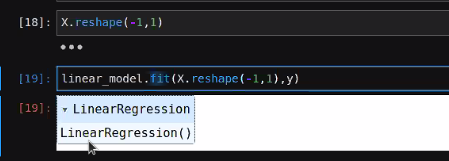 [18]: X.reshape(-1,1)
•••
[19]: linear_model.fit(X.reshape(-1,1),y)
[19]: ▾ LinearRegression
LinearRegression()